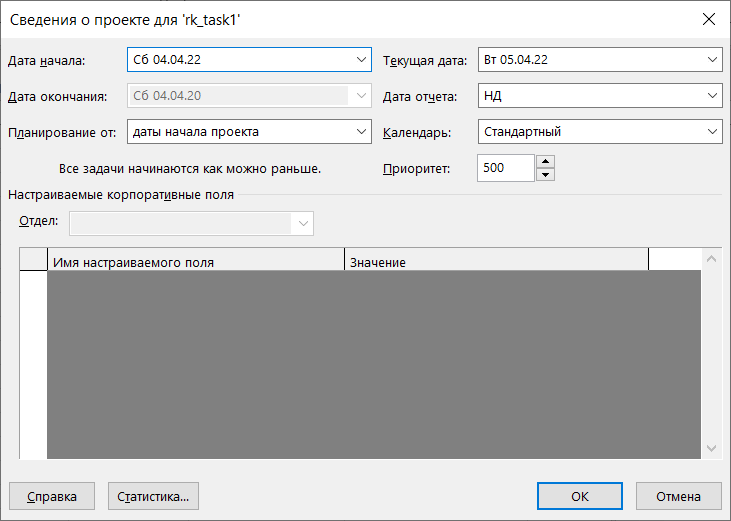 Сведения о проекте для 'rk_task1'
Дата начала: Сб 04.04.22 Текущая дата: Вт 05.04.22
Дата окончания: Сб 04.04.20 Дата отчета: НД
Планирование от: даты начала проекта Календарь: Стандартный
Все задачи начинаются как можно раньше. Приоритет: 500
Настраиваемые корпоративные поля
Отдел:
Имя настраиваемого поля Значение
Справка Статистика... ОК Отмена